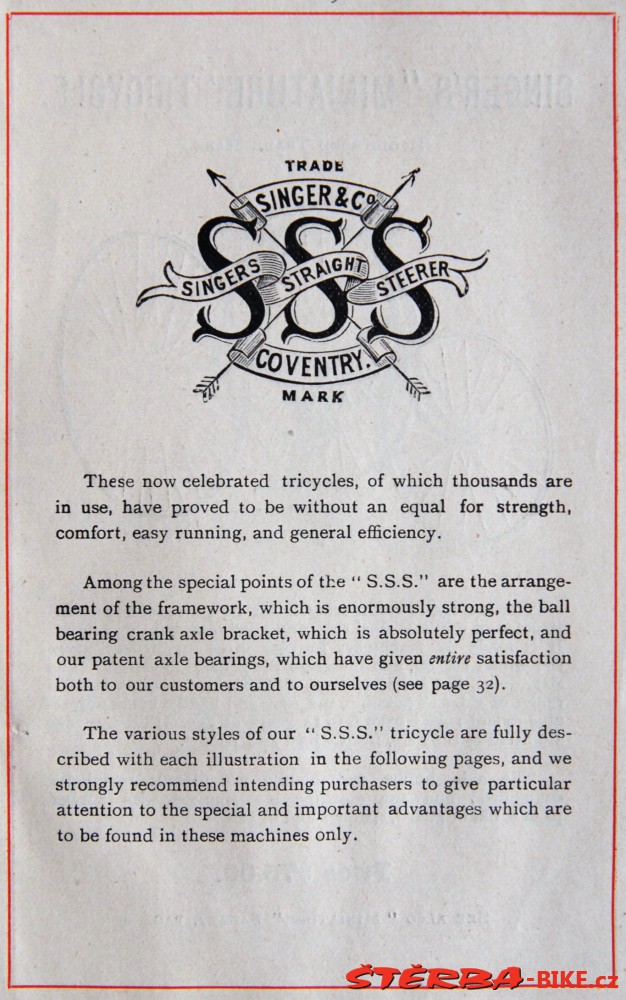 TRADE
SINGER & Co
SSS
SINGERS STRAIGHT STEERER
COVENTRY.
MARK
These now celebrated tricycles, of which thousands are
in use, have proved to be without an equal for strength,
comfort, easy running, and general efficiency.
Among the special points of the “ S.S.S.” are the arrange-
ment of the framework, which is enormously strong, the ball
bearing crank axle bracket, which is absolutely perfect, and
our patent axle bearings, which have given entire satisfaction
both to our customers and to ourselves (see page 32).
The various styles of our “ S.S.S.” tricycle are fully des-
cribed with each illustration in the following pages, and we
strongly recommend intending purchasers to give particular
attention to the special and important advantages which are
to be found in these machines only.
ŠTĚRBA-BIKE.cz